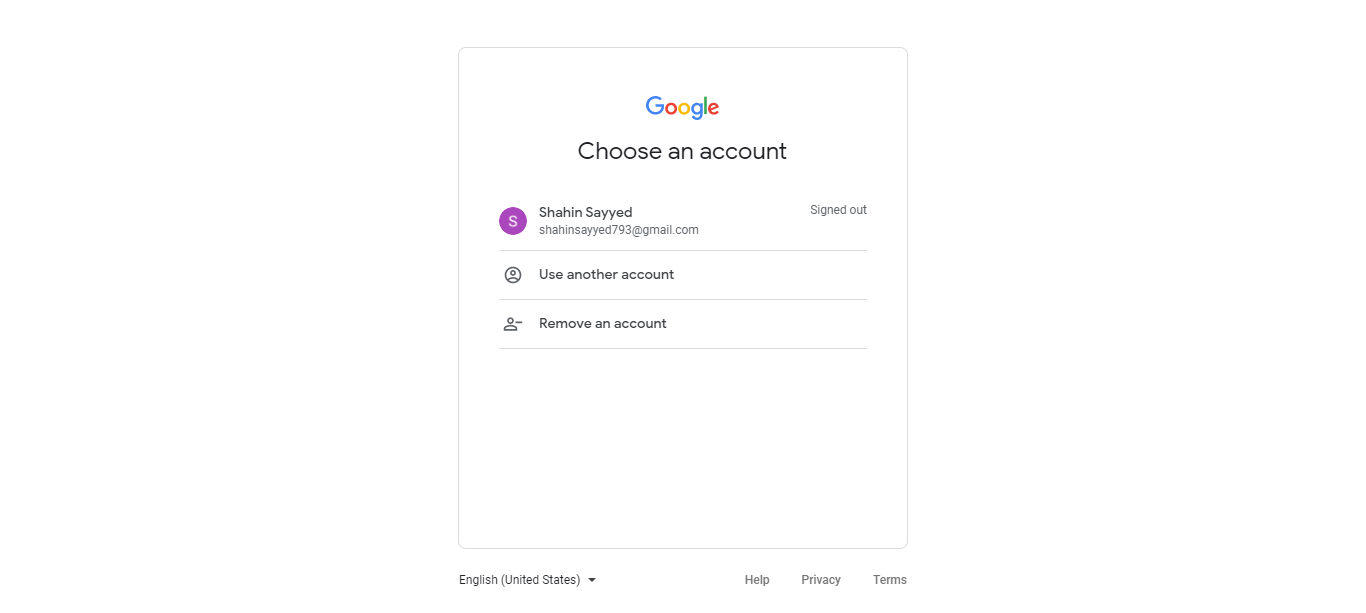 Google
Choose an account
S
Shahin Sayyed
Signed out
shahinsayyed793@gmail.com
Use another account
Remove an account
English (United States)
Help
Privacy
Terms